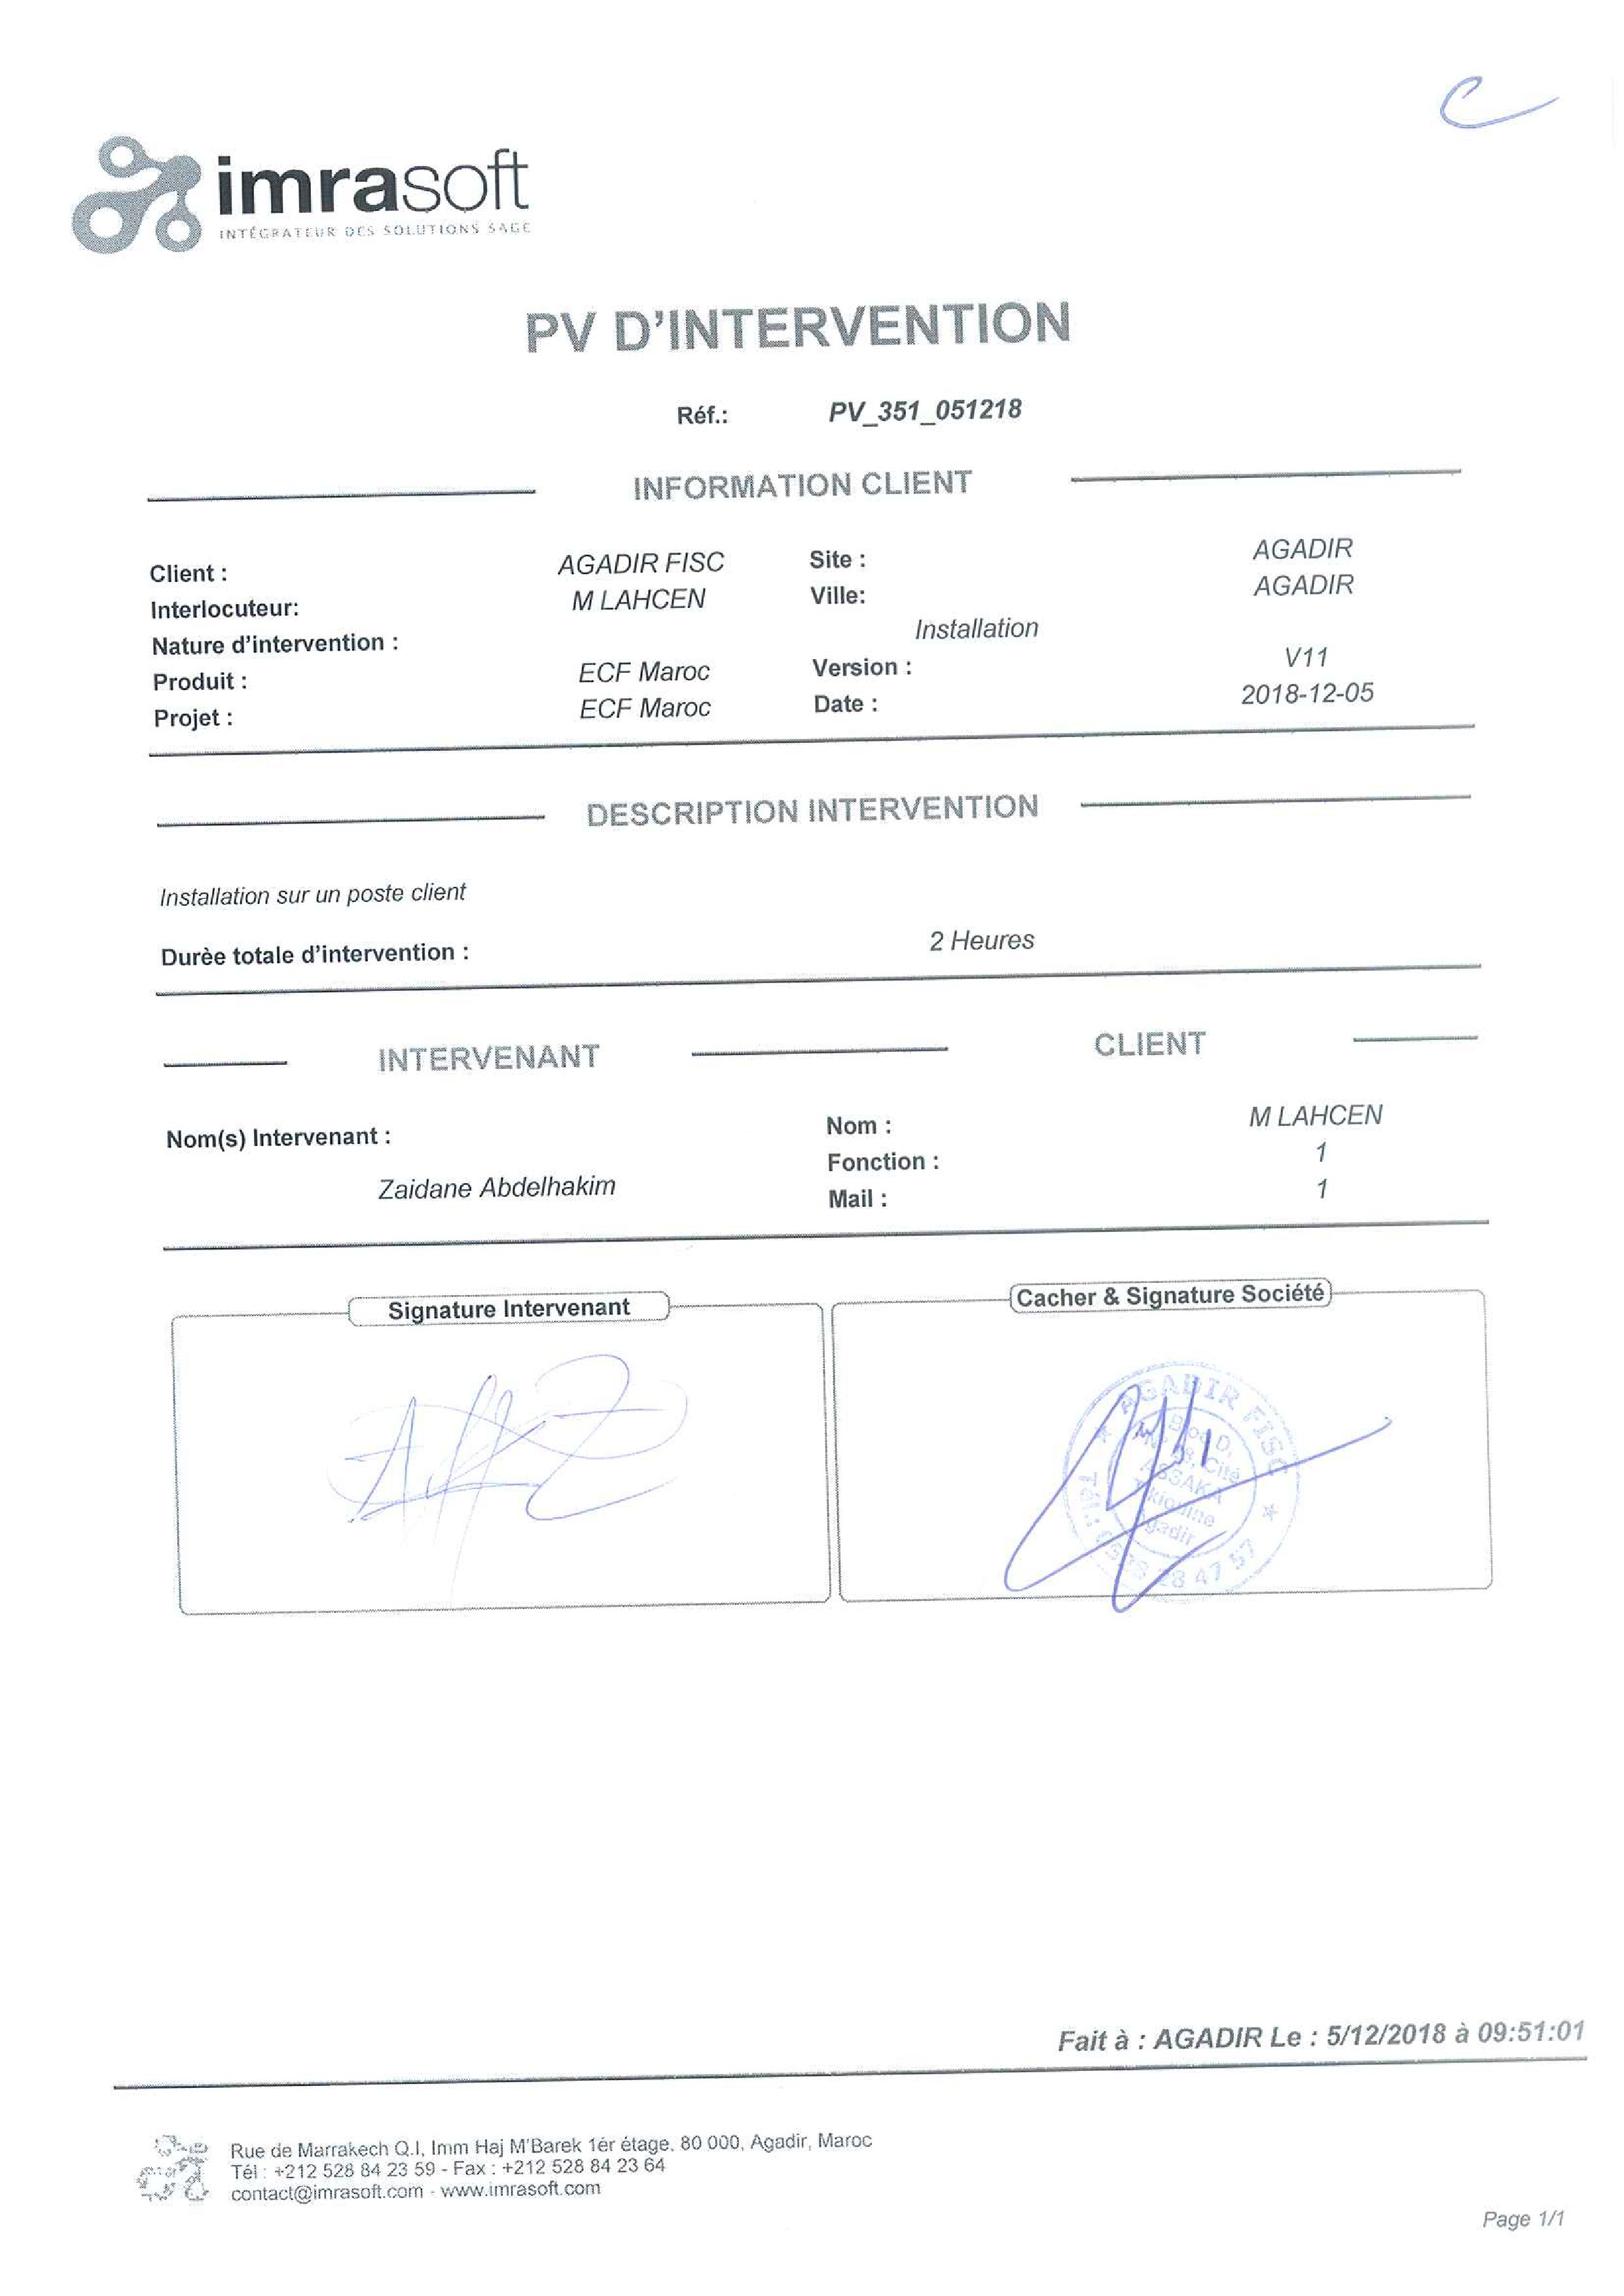 C
imrasoft
INTÉGRATEUR DES SOLUTIONS SAGE
PV D'INTERVENTION
Réf.: PV_351_051218
INFORMATION CLIENT
Client : AGADIR FISC Site : AGADIR
Interlocuteur: M LAHCEN Ville: AGADIR
Nature d'intervention : Installation
Produit : ECF Maroc Version : V11
Projet : ECF Maroc Date : 2018-12-05
DESCRIPTION INTERVENTION
Installation sur un poste client
Durèe totale d'intervention : 2 Heures
INTERVENANT CLIENT
Nom(s) Intervenant : Nom : M LAHCEN
Fonction : 1
Zaidane Abdelhakim Mail : 1
Signature Intervenant Cacher & Signature Société
AGADIR FISC
Bloc D,
Cité
ASSAKA
Agadir
28 47 57
Fait à : AGADIR Le : 5/12/2018 à 09:51:01
Rue de Marrakech Q.I, Imm Haj M'Barek 1ér étage, 80 000, Agadir, Maroc
Tél : +212 528 84 23 59 - Fax : +212 528 84 23 64
contact@imrasoft.com - www.imrasoft.com
Page 1/1